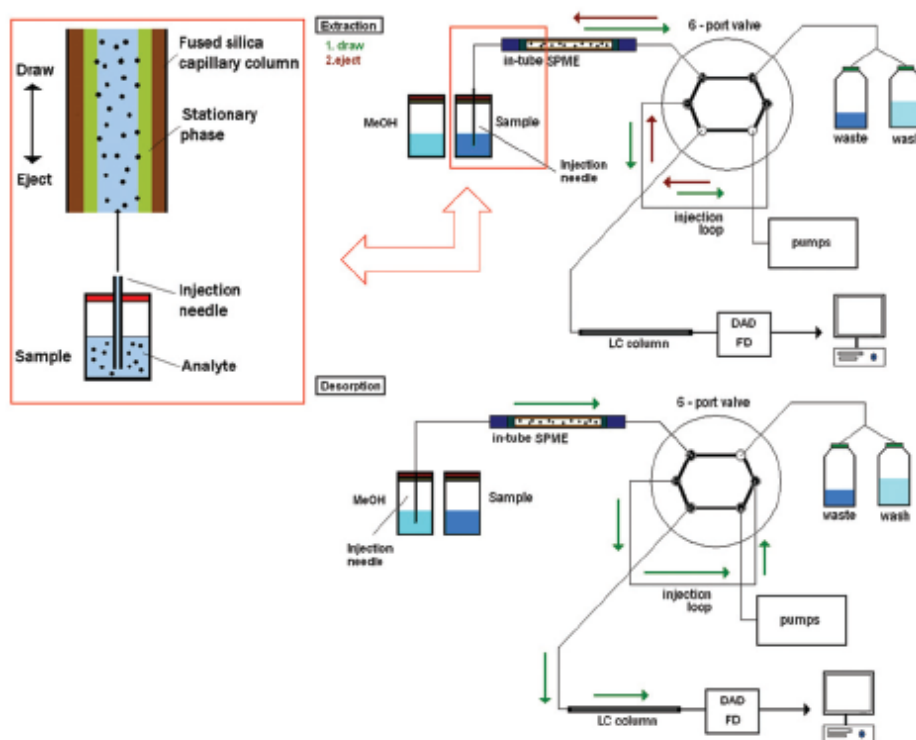 Draw
Eject
Fused silica
capillary column
Stationary
phase
Injection
needle
Sample
Analyte
Extraction
1. draw
2.eject
in-tube SPME
6-port valve
MeOH
Sample
Injection
needle
injection
loop
waste
wash
pumps
LC column
DAD
FD
Desorption
in-tube SPME
6 - port valve
MeOH
Sample
Injection
needle
injection
loop
waste
wash
pumps
LC column
DAD
FD